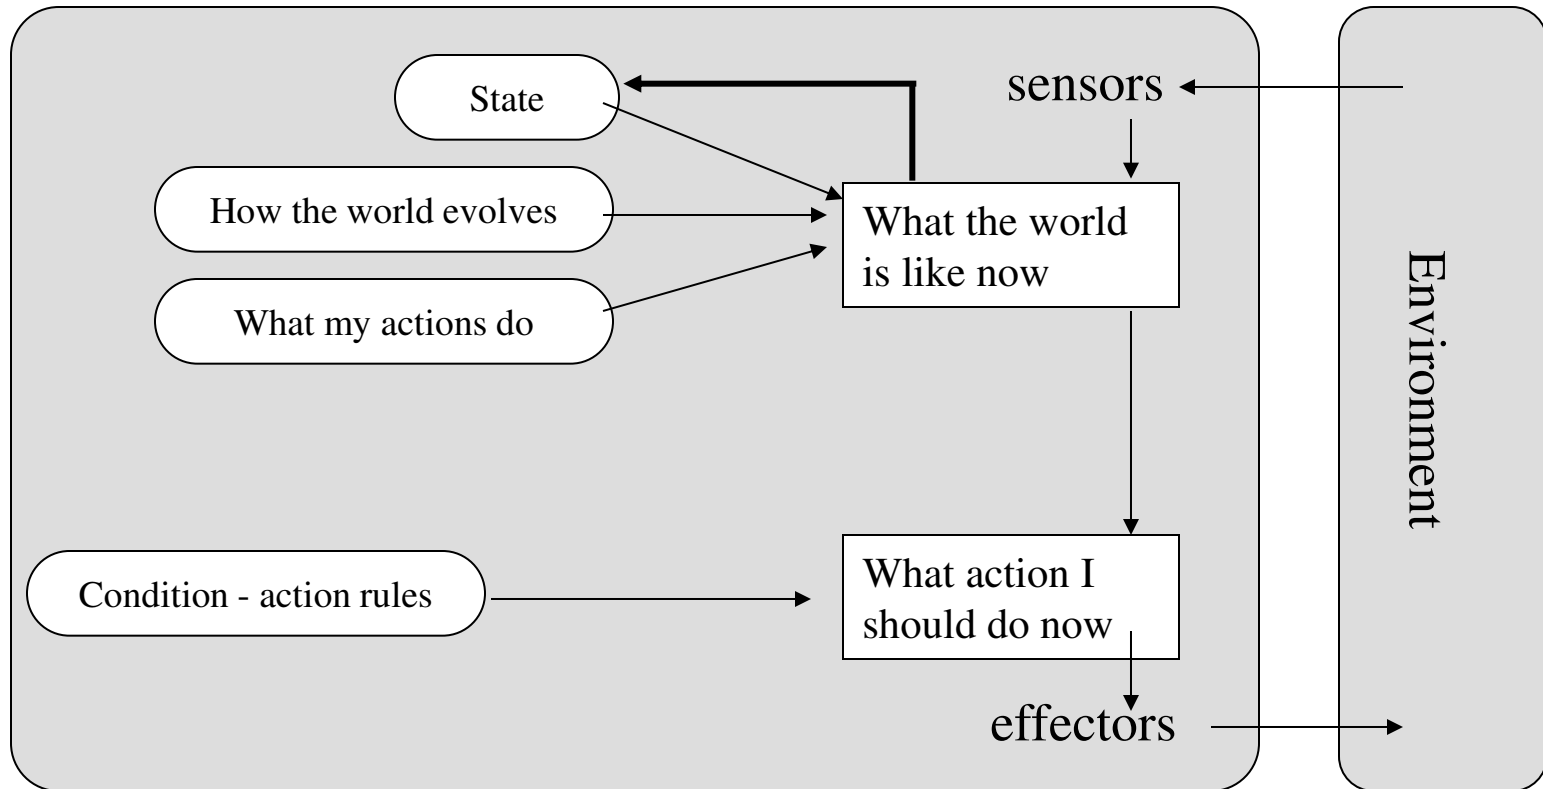 State
sensors
How the world evolves
What the world
is like now
What my actions do
Environment
Condition - action rules
What action I
should do now
effectors